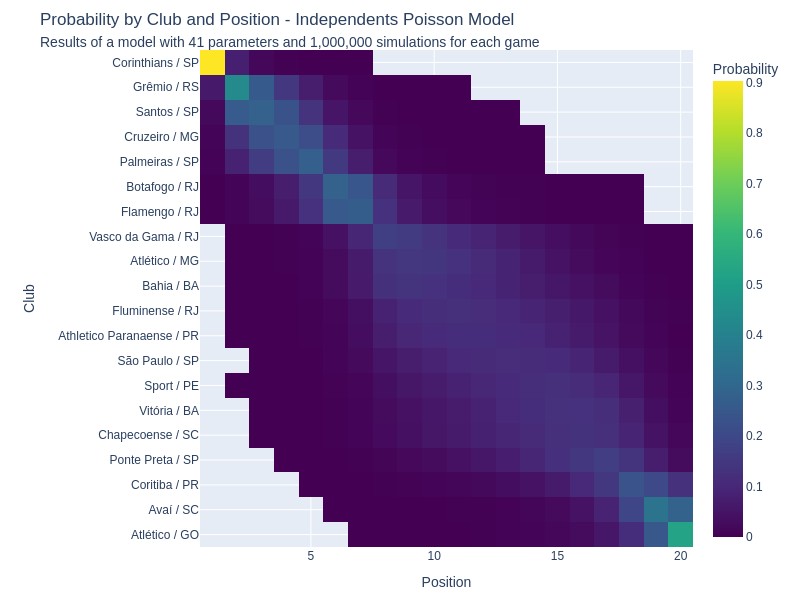 Probability by Club and Position - Independents Poisson Model
Results of a model with 41 parameters and 1,000,000 simulations for each game
Probability
Corinthians / SP
Grêmio / RS
Santos / SP
Cruzeiro / MG
Palmeiras / SP
Botafogo / RJ
Flamengo / RJ
Vasco da Gama / RJ
Atlético / MG
Bahia / BA
Fluminense / RJ
Athletico Paranaense / PR
São Paulo / SP
Sport / PE
Vitória / BA
Chapecoense / SC
Ponte Preta / SP
Coritiba / PR
Avaí / SC
Atlético / GO
Club
5
10
15
20
Position
0.9
0.8
0.7
0.6
0.5
0.4
0.3
0.2
0.1
0